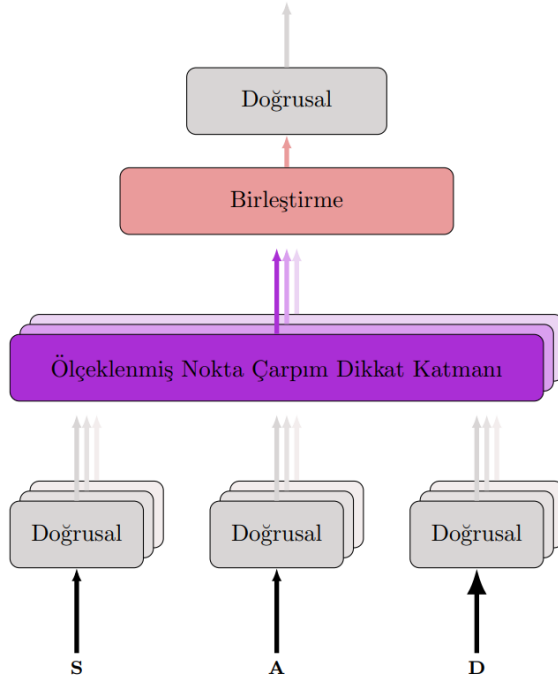 Doğrusal
Birleştirme
Ölçeklenmiş Nokta Çarpım Dikkat Katmanı
Doğrusal Doğrusal Doğrusal
S A D